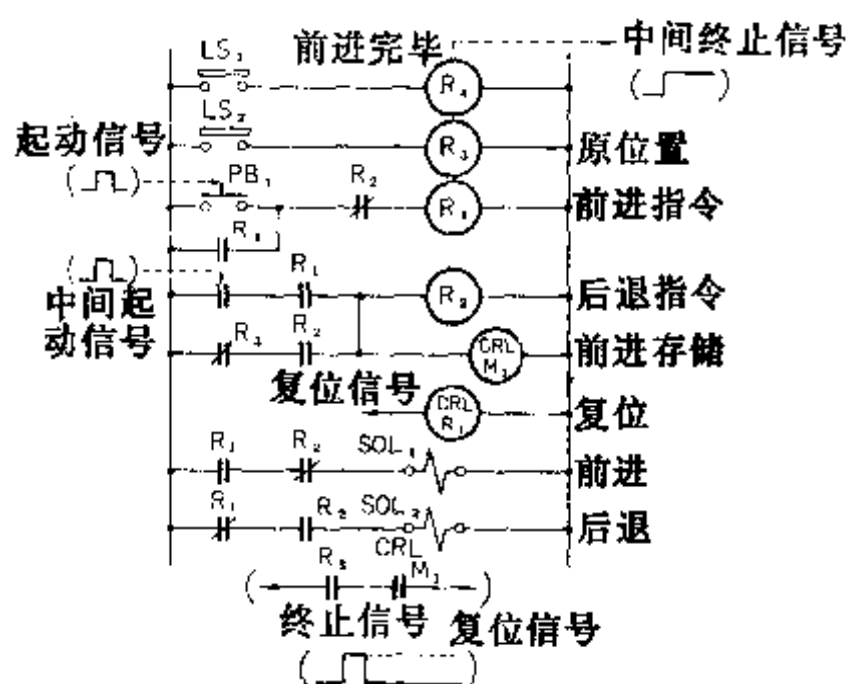 LS₁ 前进完毕 R₄ 中间终止信号
LS₂ R₃ 原位置
起动信号 PB₁ R₂ R₁ 前进指令
R₁
中间起动信号 R₁ R₂ 后退指令
R₃ R₂ CRL M₁ 前进存储
复位信号 CRL R₁ 复位
R₁ R₂ SOL₁ 前进
R₁ R₂ SOL₂ 后退
R₃ CRL M₁
终止信号 复位信号